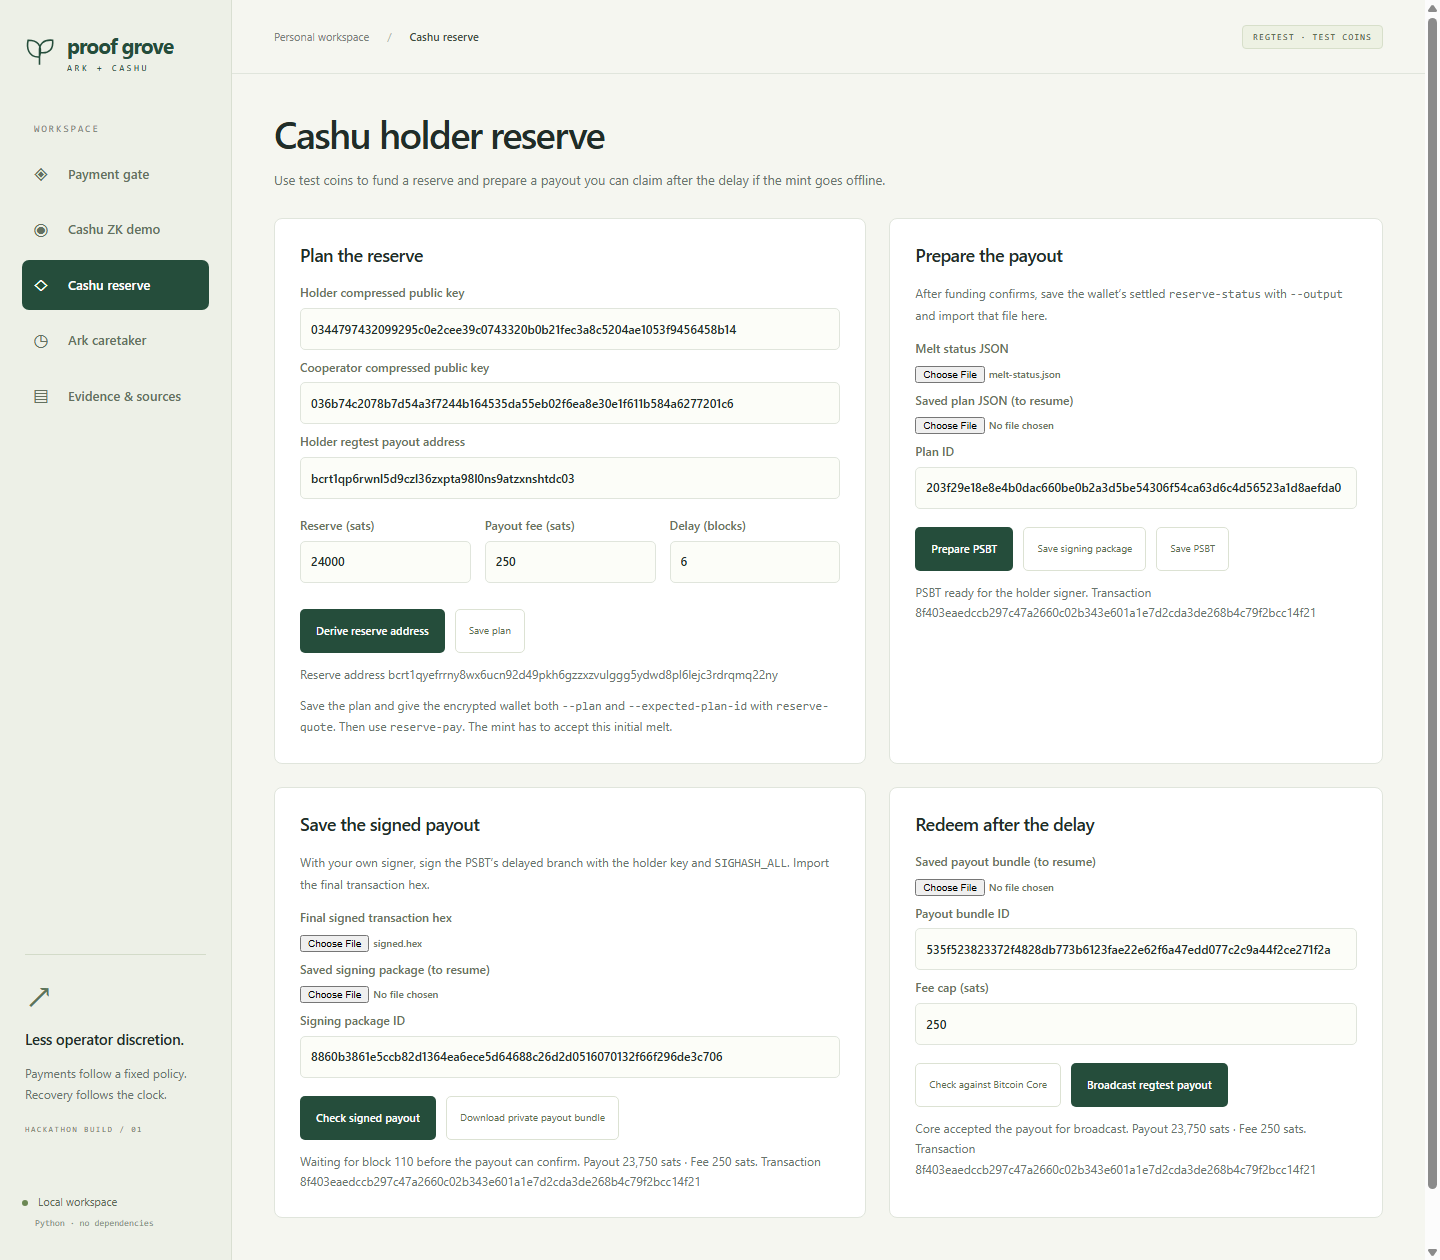 proof grove
ARK + CASHU
WORKSPACE
Payment gate
Cashu ZK demo
Cashu reserve
Ark caretaker
Evidence & sources
Less operator discretion.
Payments follow a fixed policy.
Recovery follows the clock.
HACKATHON BUILD / 01
Local workspace
Python · no dependencies
Personal workspace / Cashu reserve
REGTEST · TEST COINS
Cashu holder reserve
Use test coins to fund a reserve and prepare a payout you can claim after the delay if the mint goes offline.
Plan the reserve
Holder compressed public key
0344797432099295c0e2cee39c0743320b0b21fec3a8c5204ae1053f9456458b14
Cooperator compressed public key
036b74c2078b7d54a3f7244b164535da55eb02f6ea8e30e1f611b584a6277201c6
Holder regtest payout address
bcrt1qp6rwnl5d9czl36zxpta98l0ns9atzxnshtdc03
Reserve (sats) Payout fee (sats) Delay (blocks)
24000 250 6
Derive reserve address Save plan
Reserve address bcrt1qyefrrny8wx6ucn92d49pkh6gzzxzvulggg5ydwd8pl6lejc3rdrqmq22ny
Save the plan and give the encrypted wallet both --plan and --expected-plan-id with reserve-
quote. Then use reserve-pay. The mint has to accept this initial melt.
Prepare the payout
After funding confirms, save the wallet's settled reserve-status with --output
and import that file here.
Melt status JSON
Choose File melt-status.json
Saved plan JSON (to resume)
Choose File No file chosen
Plan ID
203f29e18e8e4b0dac660be0b2a3d5be54306f54ca63d6c4d56523a1d8aefda0
Prepare PSBT Save signing package Save PSBT
PSBT ready for the holder signer. Transaction
8f403eaedccb297c47a2660c02b343e601a1e7d2cda3de268b4c79f2bcc14f21
Save the signed payout
With your own signer, sign the PSBT's delayed branch with the holder key and SIGHASH_ALL. Import
the final transaction hex.
Final signed transaction hex
Choose File signed.hex
Saved signing package (to resume)
Choose File No file chosen
Signing package ID
8860b3861e5ccb82d1364ea6ece5d64688c26d2d0516070132f66f296de3c706
Check signed payout Download private payout bundle
Waiting for block 110 before the payout can confirm. Payout 23,750 sats · Fee 250 sats. Transaction
8f403eaedccb297c47a2660c02b343e601a1e7d2cda3de268b4c79f2bcc14f21
Redeem after the delay
Saved payout bundle (to resume)
Choose File No file chosen
Payout bundle ID
535f523823372f4828db773b6123fae22e62f6a47edd077c2c9a44f2ce271f2a
Fee cap (sats)
250
Check against Bitcoin Core Broadcast regtest payout
Core accepted the payout for broadcast. Payout 23,750 sats · Fee 250 sats.
Transaction
8f403eaedccb297c47a2660c02b343e601a1e7d2cda3de268b4c79f2bcc14f21